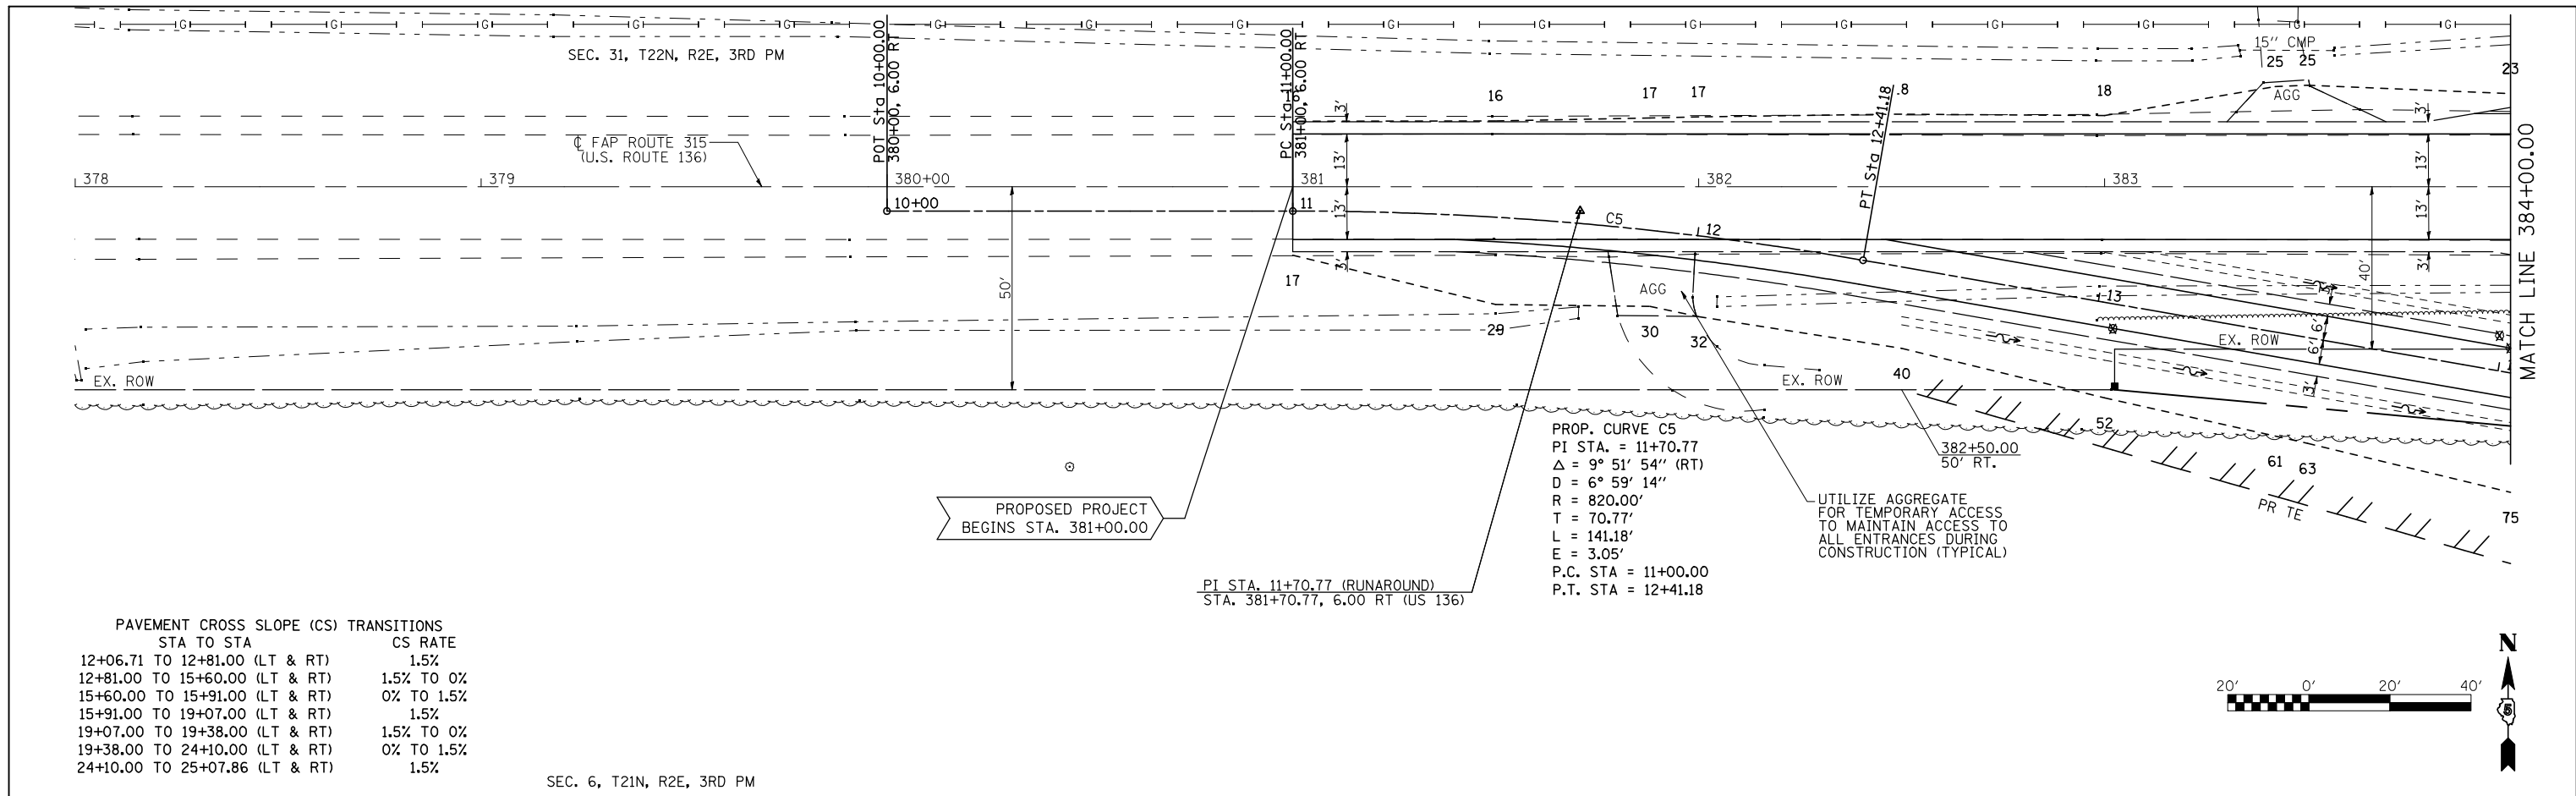 G G G G G G G G G G G G G G G G
SEC. 31, T22N, R2E, 3RD PM
POT Sta 10+00.00
380+00, 6.00 RT
PC Sta 11+00.00
381+00, 6.00 RT
15" CMP
25 25
23
16
17 17
.8
18
AGG
3'
PT Sta 12+41.18
℄ FAP ROUTE 315
(U.S. ROUTE 136)
13'
13'
378
379
380+00
381
382
383
10+00
11
13'
C5
12
13'
3'
3'
40'
MATCH LINE 384+00.00
17
50'
AGG
13
3'
29
30
32
6'
6'
EX. ROW
EX. ROW
EX. ROW
40
3'
52
382+50.00
50' RT.
61 63
PR TE
75
PROP. CURVE C5
PI STA. = 11+70.77
Δ = 9° 51' 54" (RT)
D = 6° 59' 14"
R = 820.00'
T = 70.77'
L = 141.18'
E = 3.05'
P.C. STA = 11+00.00
P.T. STA = 12+41.18
PROPOSED PROJECT
BEGINS STA. 381+00.00
UTILIZE AGGREGATE
FOR TEMPORARY ACCESS
TO MAINTAIN ACCESS TO
ALL ENTRANCES DURING
CONSTRUCTION (TYPICAL)
PI STA. 11+70.77 (RUNAROUND)
STA. 381+70.77, 6.00 RT (US 136)
PAVEMENT CROSS SLOPE (CS) TRANSITIONS
STA TO STA CS RATE
12+06.71 TO 12+81.00 (LT & RT) 1.5%
12+81.00 TO 15+60.00 (LT & RT) 1.5% TO 0%
15+60.00 TO 15+91.00 (LT & RT) 0% TO 1.5%
15+91.00 TO 19+07.00 (LT & RT) 1.5%
19+07.00 TO 19+38.00 (LT & RT) 1.5% TO 0%
19+38.00 TO 24+10.00 (LT & RT) 0% TO 1.5%
24+10.00 TO 25+07.86 (LT & RT) 1.5%
SEC. 6, T21N, R2E, 3RD PM
N
20' 0' 20' 40'
5